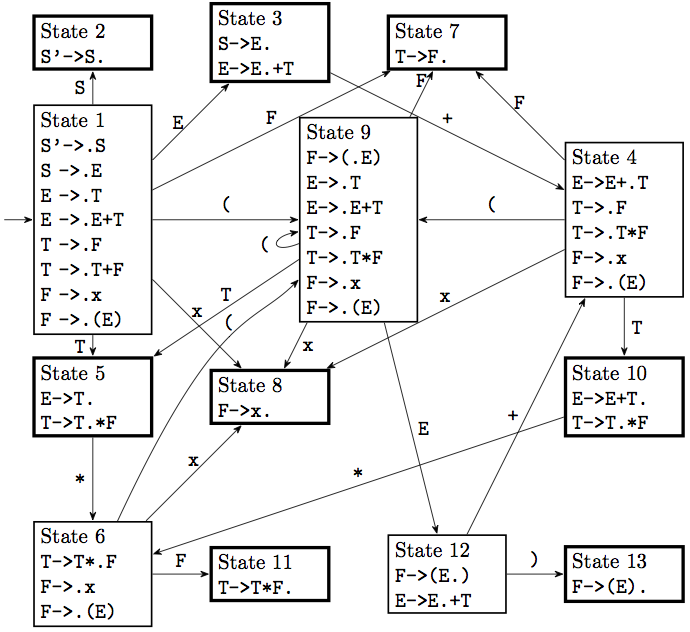 State 2
S'->S.
State 3
S->E.
E->E.+T
State 7
T->F.
S
E
F
F
+
F
State 1
S'->.S
S ->.E
E ->.T
E ->.E+T
T ->.F
T ->.T+F
F ->.x
F ->.(E)
State 9
F->(.E)
E->.T
E->.E+T
T->.F
T->.T*F
F->.x
F->.(E)
State 4
E->E+.T
T->.F
T->.T*F
F->.x
F->.(E)
(
(
(
T
x
(
x
x
T
T
State 5
E->T.
T->T.*F
State 8
F->x.
State 10
E->E+T.
T->T.*F
E
+
*
x
*
State 6
T->T*.F
F->.x
F->.(E)
F
State 11
T->T*F.
State 12
F->(E.)
E->E.+T
)
State 13
F->(E).